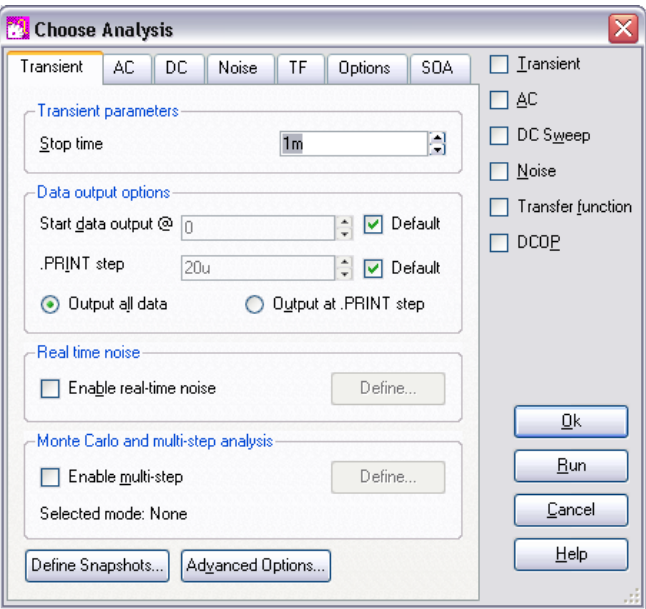 Choose Analysis
Transient AC DC Noise TF Options SOA
Transient parameters
Stop time 1m
Data output options
Start data output @ 0 Default
.PRINT step 20u Default
Output all data Output at .PRINT step
Real time noise
Enable real-time noise Define...
Monte Carlo and multi-step analysis
Enable multi-step Define...
Selected mode: None
Define Snapshots... Advanced Options...
Transient
AC
DC Sweep
Noise
Transfer function
DCOP
Ok
Run
Cancel
Help